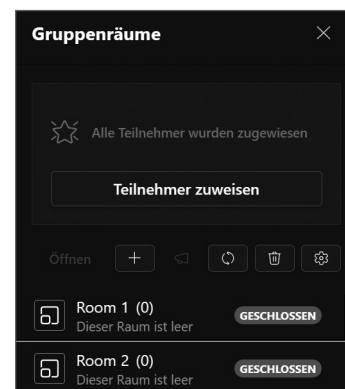 Gruppenräume
Alle Teilnehmer wurden zugewiesen
Teilnehmer zuweisen
Öffnen
Room 1 (0)
GESCHLOSSEN
Dieser Raum ist leer
Room 2 (0)
GESCHLOSSEN
Dieser Raum ist leer